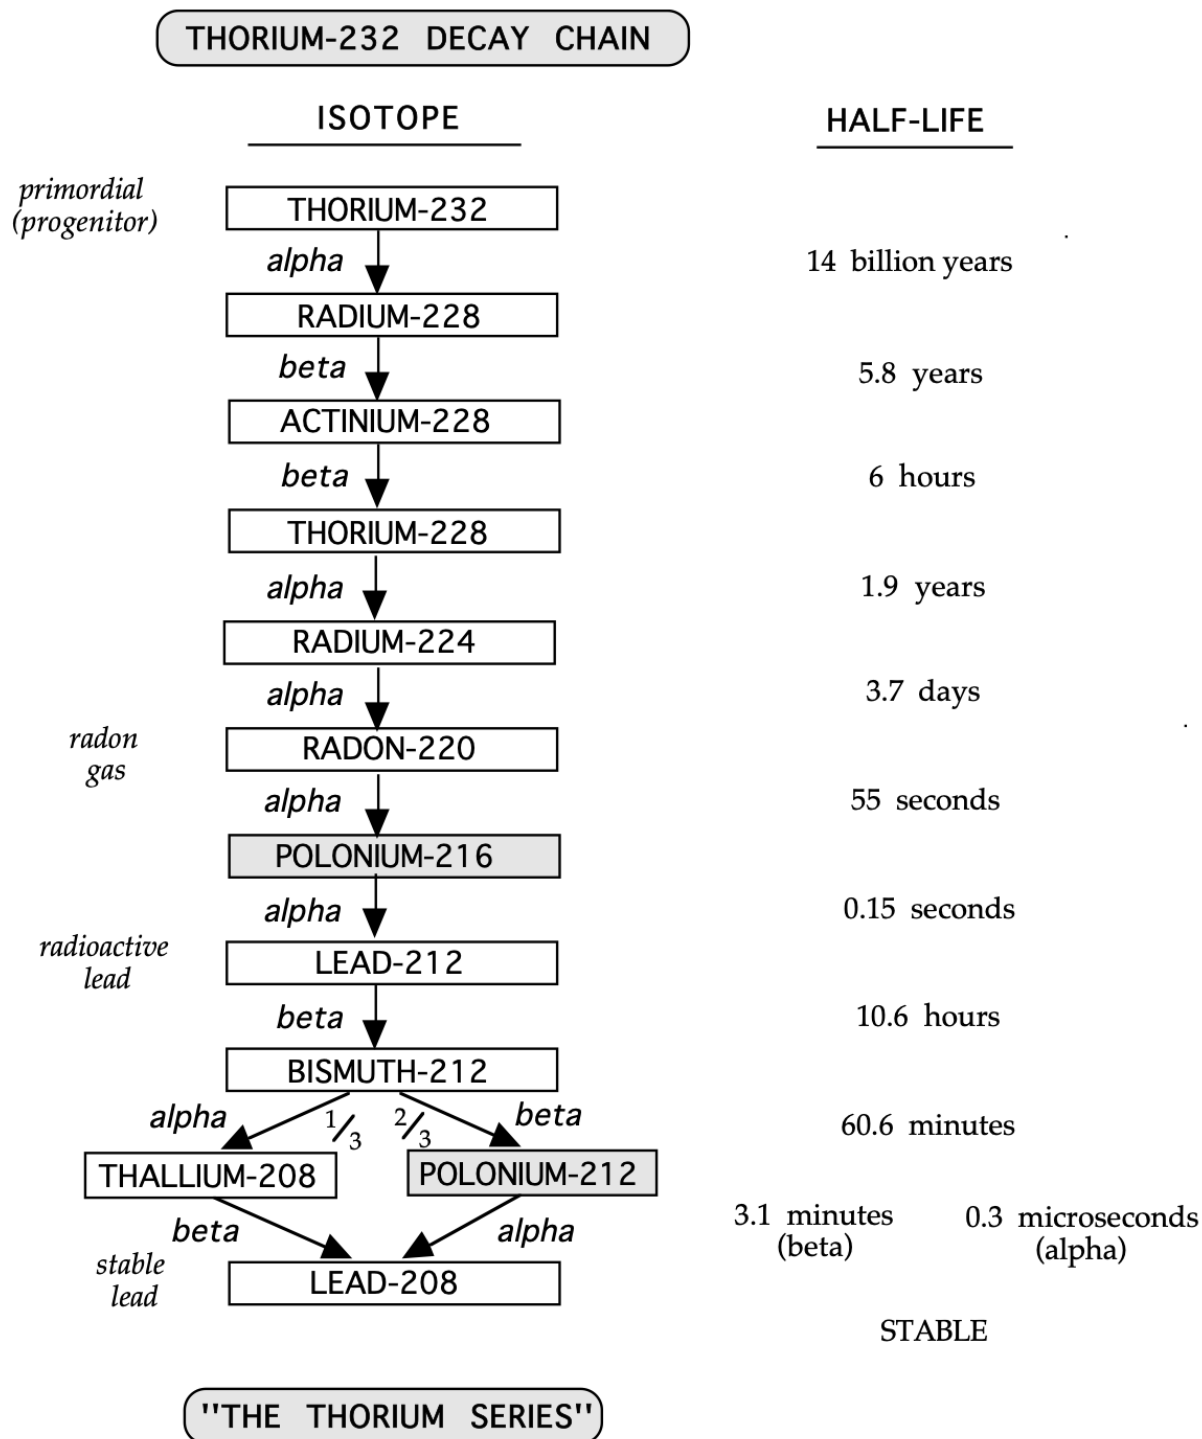 THORIUM-232 DECAY CHAIN
ISOTOPE
HALF-LIFE
primordial
(progenitor)
THORIUM-232
alpha
14 billion years
RADIUM-228
beta
5.8 years
ACTINIUM-228
beta
6 hours
THORIUM-228
alpha
1.9 years
RADIUM-224
alpha
3.7 days
radon
gas
RADON-220
alpha
55 seconds
POLONIUM-216
alpha
0.15 seconds
radioactive
lead
LEAD-212
beta
10.6 hours
BISMUTH-212
alpha
1/3
2/3
beta
60.6 minutes
THALLIUM-208
POLONIUM-212
beta
alpha
3.1 minutes
(beta)
0.3 microseconds
(alpha)
stable
lead
LEAD-208
STABLE
"THE THORIUM SERIES"